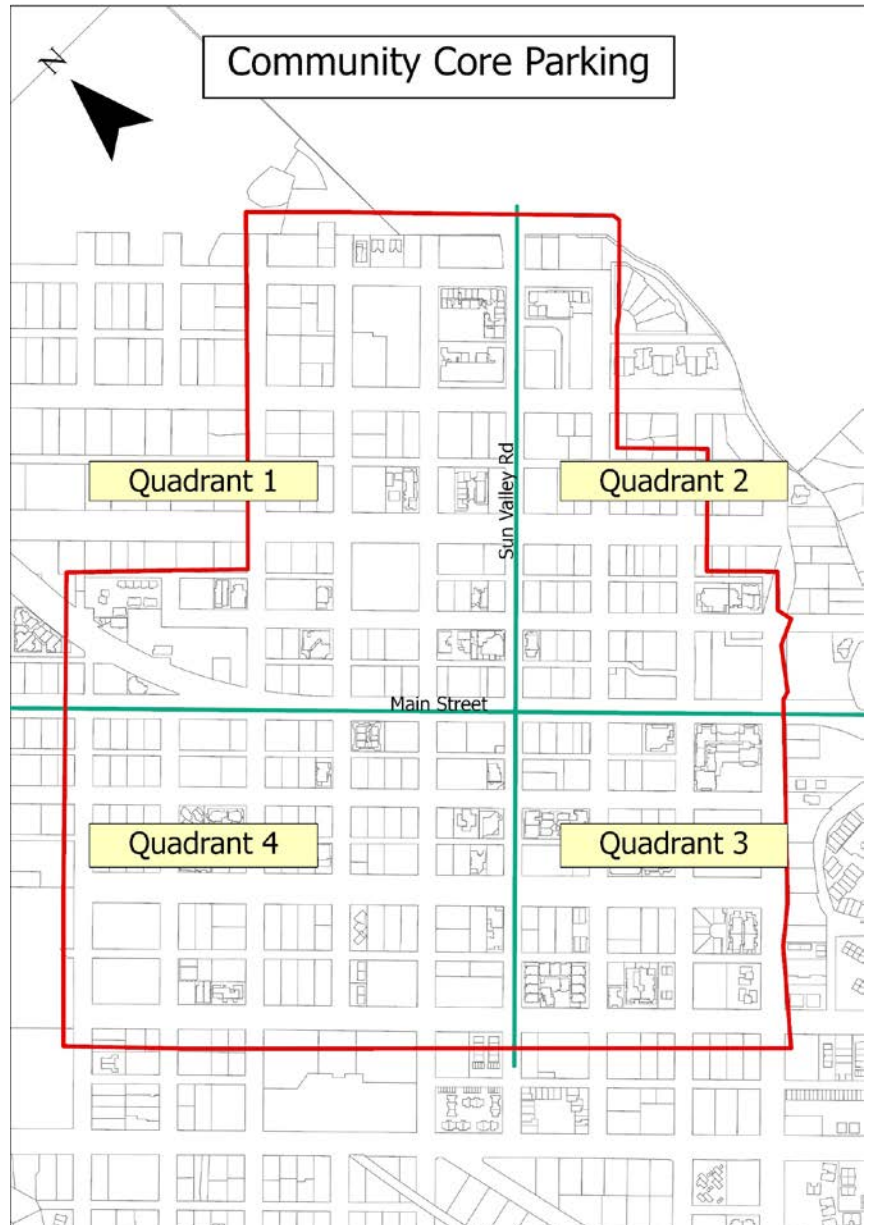 N
Community Core Parking
Sun Valley Rd
Quadrant 1
Quadrant 2
Main Street
Quadrant 4
Quadrant 3